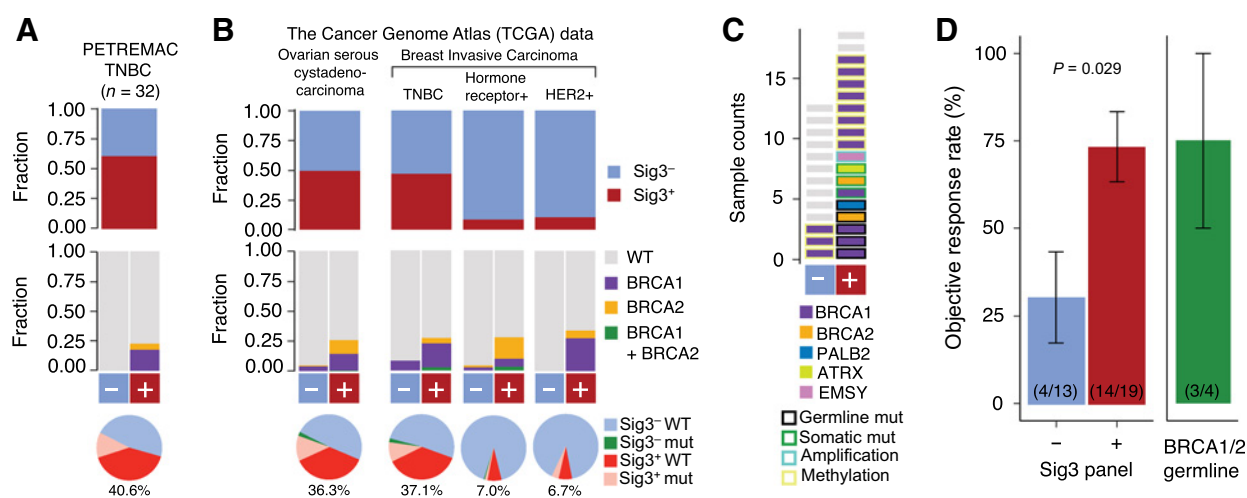 A
PETREMAC
TNBC
(n = 32)
1.00
0.75
0.50
0.25
0.00
Fraction
1.00
0.75
0.50
0.25
0.00
Fraction
−
+
40.6%
B
The Cancer Genome Atlas (TCGA) data
Ovarian serous
cystadeno-
carcinoma
Breast Invasive Carcinoma
TNBC
Hormone
receptor+
HER2+
1.00
0.75
0.50
0.25
0.00
Fraction
Sig3−
Sig3+
1.00
0.75
0.50
0.25
0.00
Fraction
WT
BRCA1
BRCA2
BRCA1
+ BRCA2
− + − + − + − +
Sig3− WT
Sig3− mut
Sig3+ WT
Sig3+ mut
36.3%
37.1%
7.0%
6.7%
C
Sample counts
15
10
5
0
− +
BRCA1
BRCA2
PALB2
ATRX
EMSY
Germline mut
Somatic mut
Amplification
Methylation
D
Objective response rate (%)
100
75
50
25
0
P = 0.029
(4/13)
(14/19)
(3/4)
− +
Sig3 panel
BRCA1/2
germline